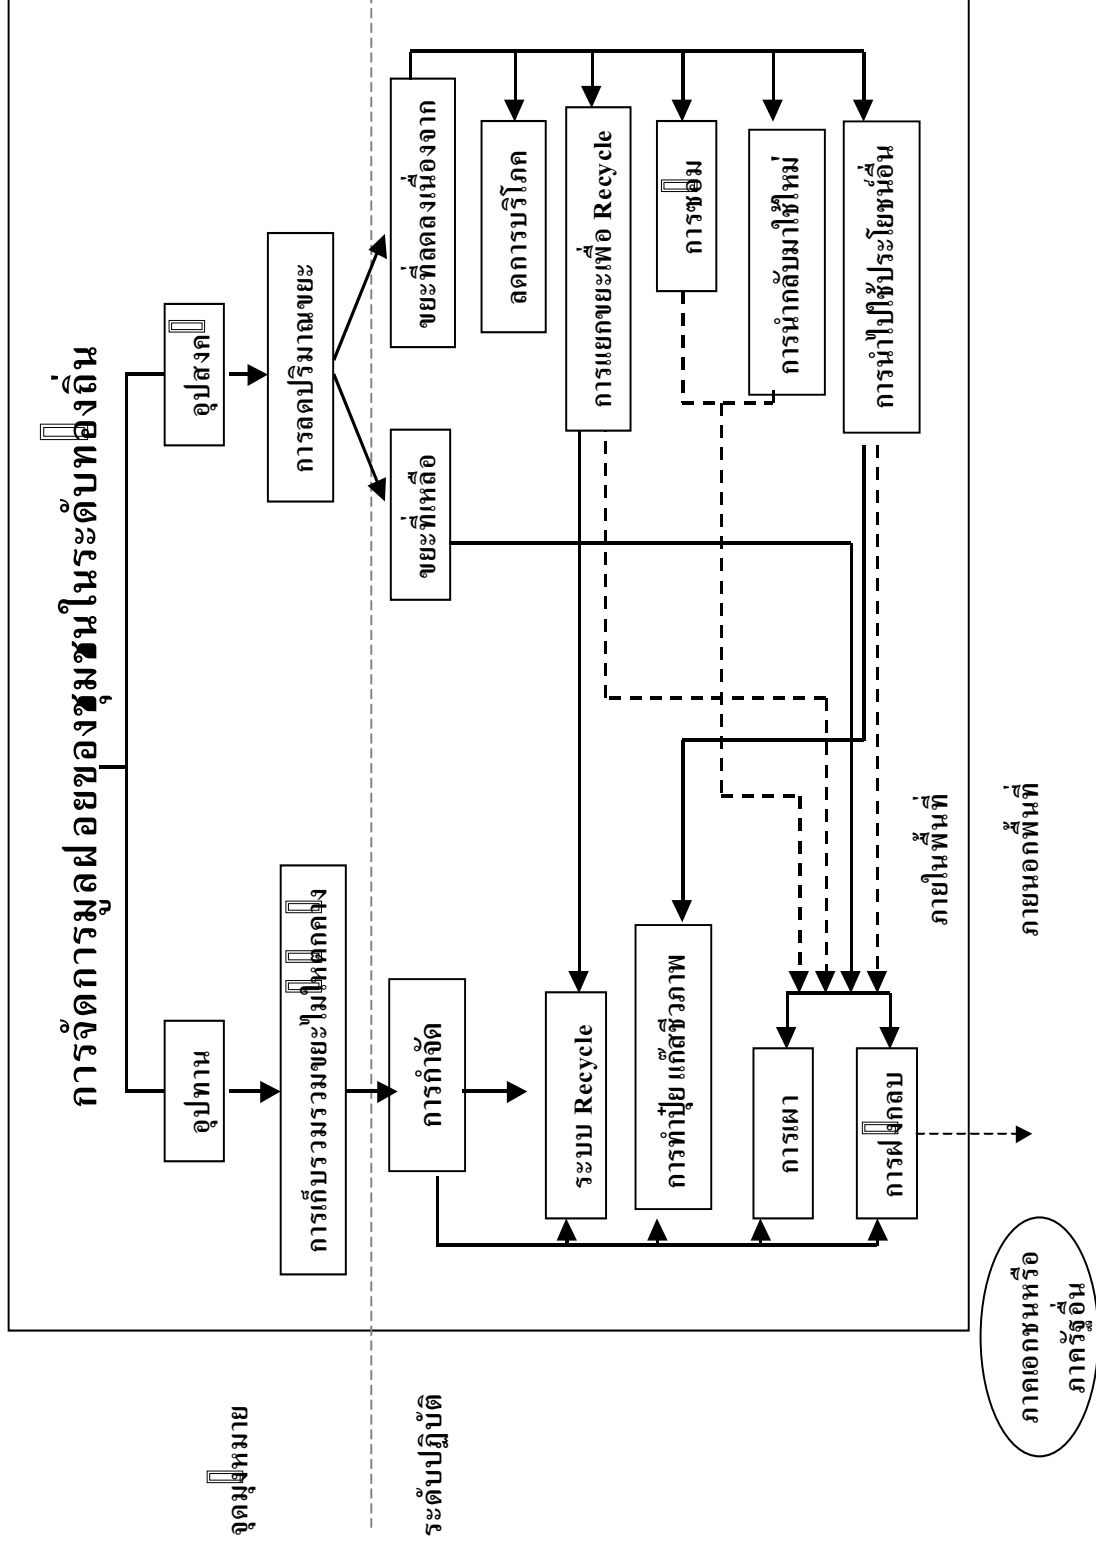 การจัดการมูลฝอยของชุมชนในระดับท้องถิ่น
จุดมุ่งหมาย
อุปทาน
อุปสงค์
การเก็บรวบรวมขยะไม่ให้ตกค้าง
การลดปริมาณขยะ
ระดับปฏิบัติ
การกำจัด
ขยะที่เหลือ
ขยะที่ลดลงเนื่องจาก
ลดการบริโภค
ระบบ Recycle
การแยกขยะเพื่อ Recycle
การทำปุ๋ย แก๊สชีวภาพ
การซ่อม
การเผา
การนำกลับมาใช้ใหม่
การฝังกลบ
การนำไปใช้ประโยชน์อื่น
ภายในพื้นที่
ภายนอกพื้นที่
ภาคเอกชนหรือ
ภาครัฐอื่น